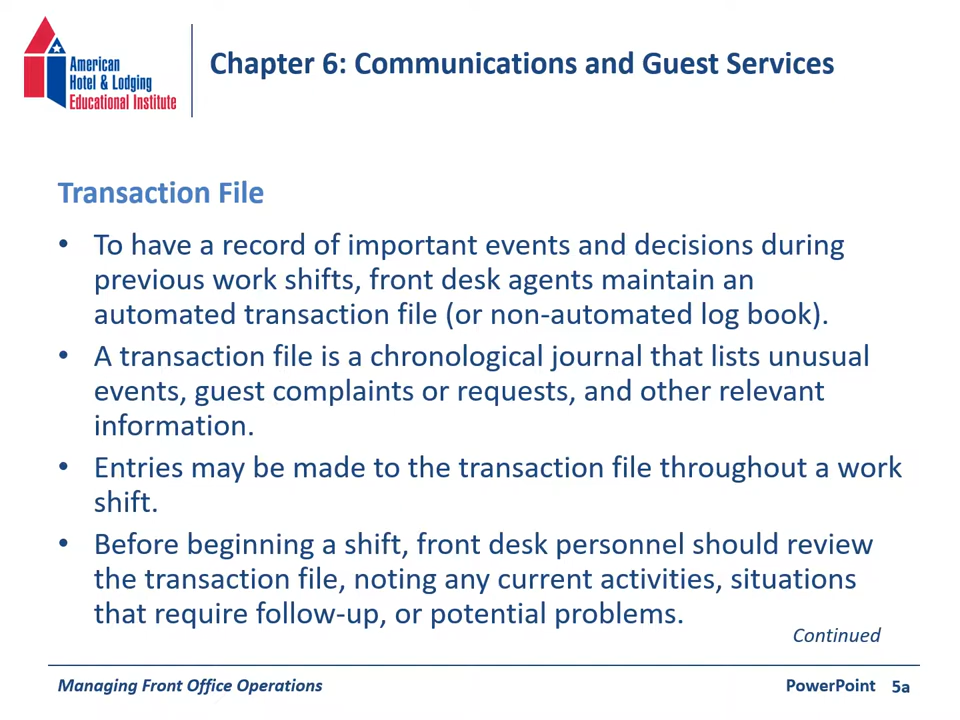 American
Hotel & Lodging
Educational Institute
Chapter 6: Communications and Guest Services
Transaction File
• To have a record of important events and decisions during
previous work shifts, front desk agents maintain an
automated transaction file (or non-automated log book).
• A transaction file is a chronological journal that lists unusual
events, guest complaints or requests, and other relevant
information.
• Entries may be made to the transaction file throughout a work
shift.
• Before beginning a shift, front desk personnel should review
the transaction file, noting any current activities, situations
that require follow-up, or potential problems.
Continued
Managing Front Office Operations
PowerPoint 5a